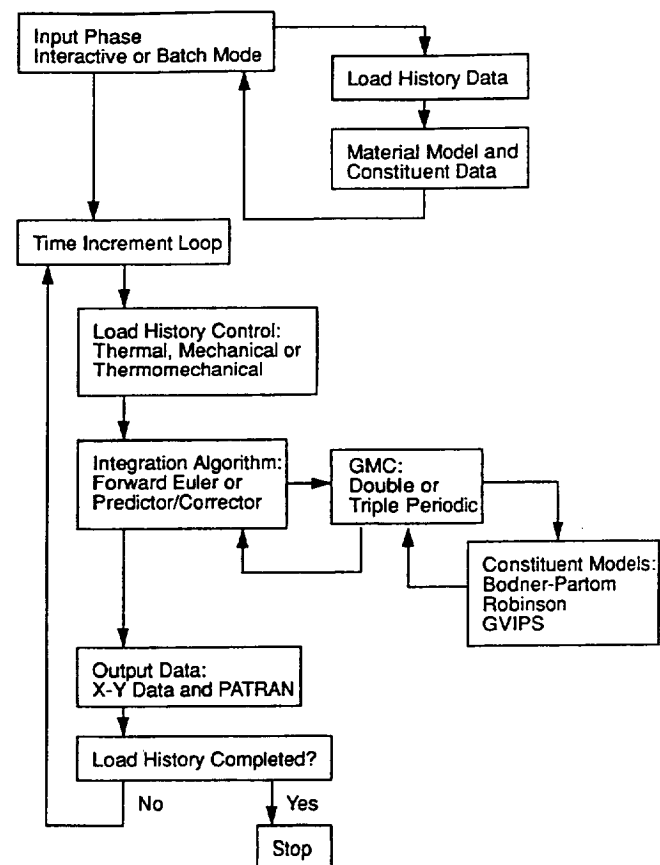 Input Phase
Interactive or Batch Mode
Load History Data
Material Model and
Constituent Data
Time Increment Loop
Load History Control:
Thermal, Mechanical or
Thermomechanical
Integration Algorithm:
Forward Euler or
Predictor/Corrector
GMC:
Double or
Triple Periodic
Constituent Models:
Bodner-Partom
Robinson
GVIPS
Output Data:
X-Y Data and PATRAN
Load History Completed?
No
Yes
Stop